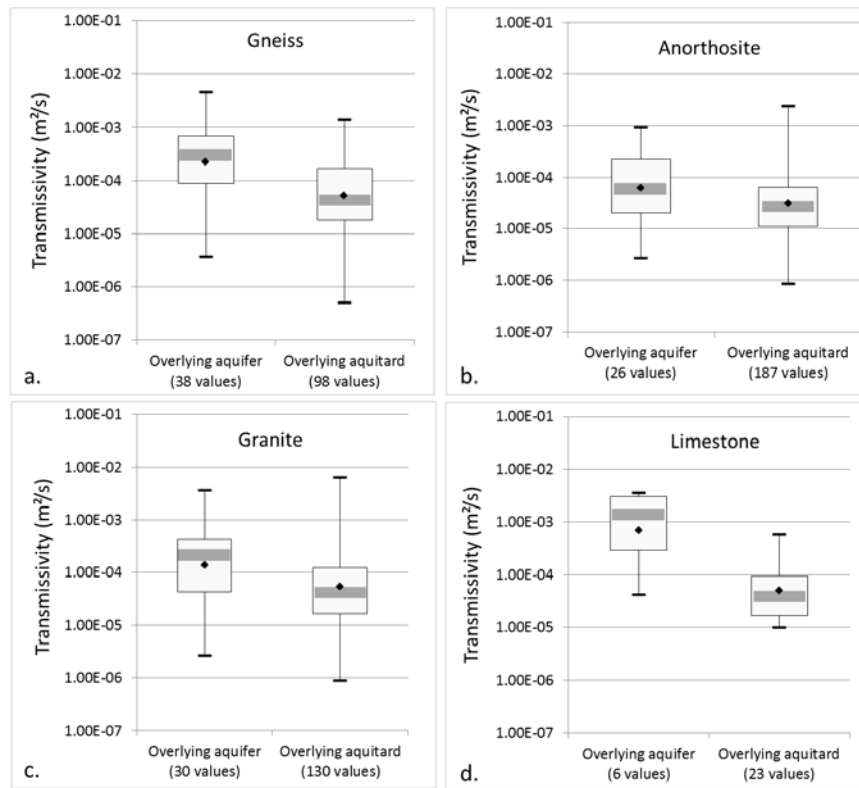 Gneiss
Transmissivity (m²/s)
1.00E-01
1.00E-02
1.00E-03
1.00E-04
1.00E-05
1.00E-06
1.00E-07
Overlying aquifer
(38 values)
Overlying aquitard
(98 values)
a.
Anorthosite
Transmissivity (m²/s)
1.00E-01
1.00E-02
1.00E-03
1.00E-04
1.00E-05
1.00E-06
1.00E-07
Overlying aquifer
(26 values)
Overlying aquitard
(187 values)
b.
Granite
Transmissivity (m²/s)
1.00E-01
1.00E-02
1.00E-03
1.00E-04
1.00E-05
1.00E-06
1.00E-07
Overlying aquifer
(30 values)
Overlying aquitard
(130 values)
c.
Limestone
Transmissivity (m²/s)
1.00E-01
1.00E-02
1.00E-03
1.00E-04
1.00E-05
1.00E-06
1.00E-07
Overlying aquifer
(6 values)
Overlying aquitard
(23 values)
d.